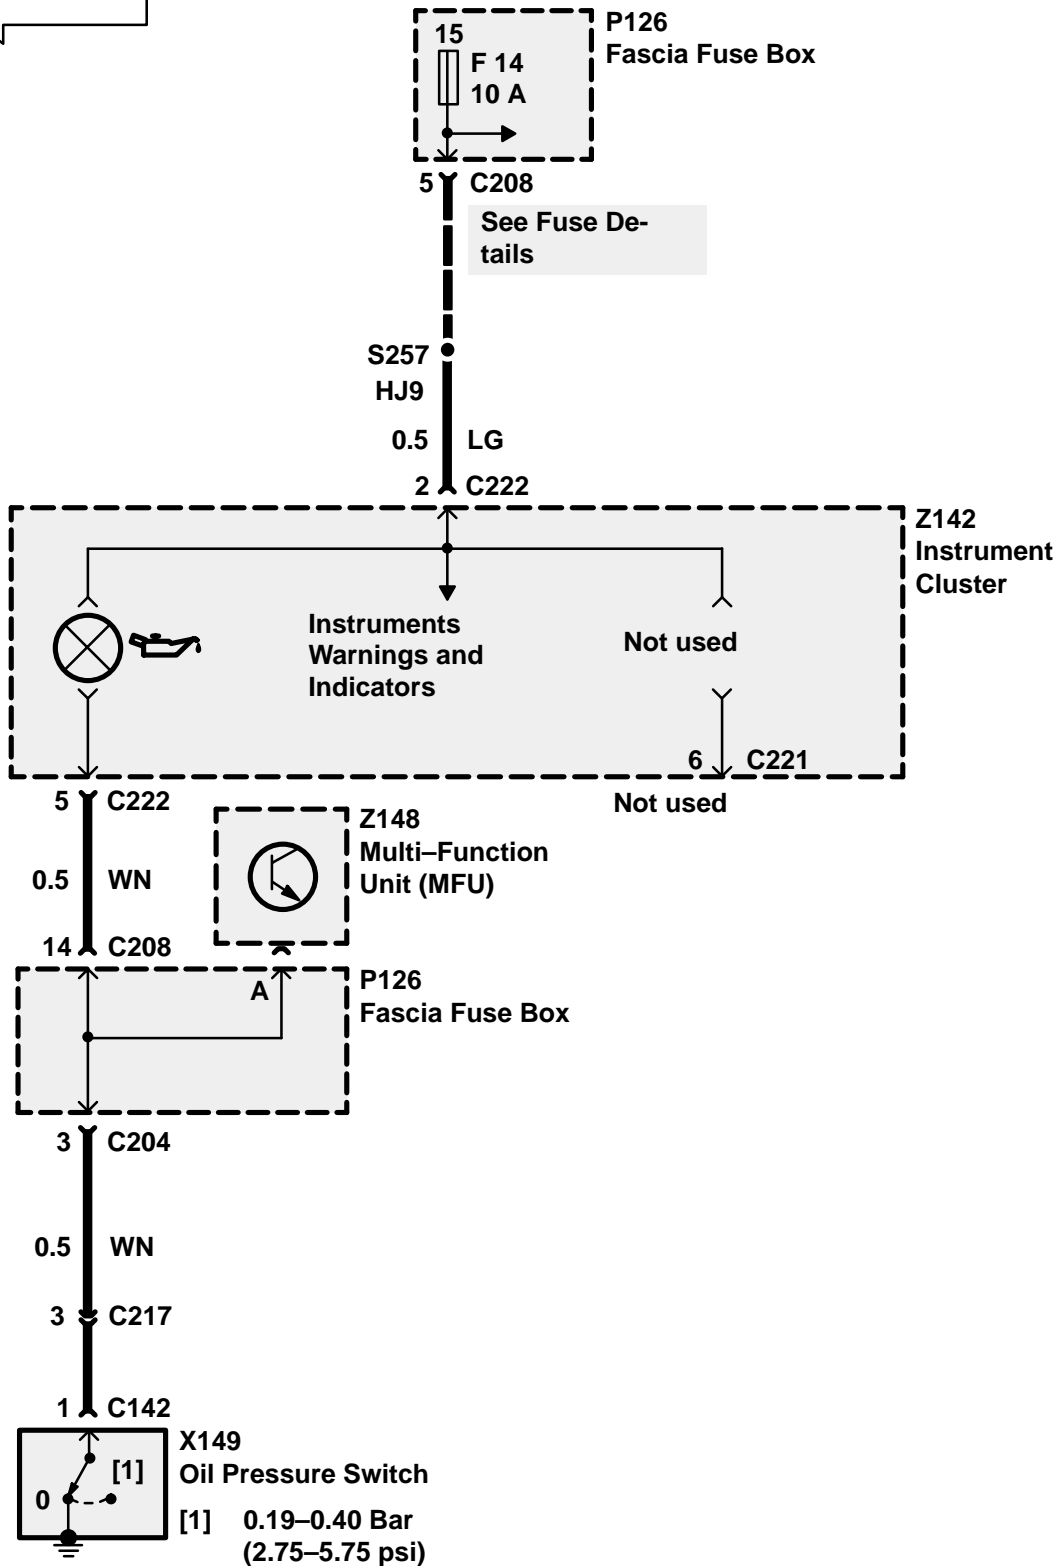 P126
Fascia Fuse Box
15
F 14
10 A
5 C208
See Fuse De-
tails
S257
HJ9
0.5 LG
2 C222
Z142
Instrument
Cluster
Instruments
Warnings and
Indicators
Not used
6 C221
Not used
5 C222
Z148
Multi–Function
Unit (MFU)
0.5 WN
14 C208
P126
Fascia Fuse Box
A
3 C204
0.5 WN
3 C217
1 C142
X149
Oil Pressure Switch
[1]
0
[1] 0.19–0.40 Bar
(2.75–5.75 psi)